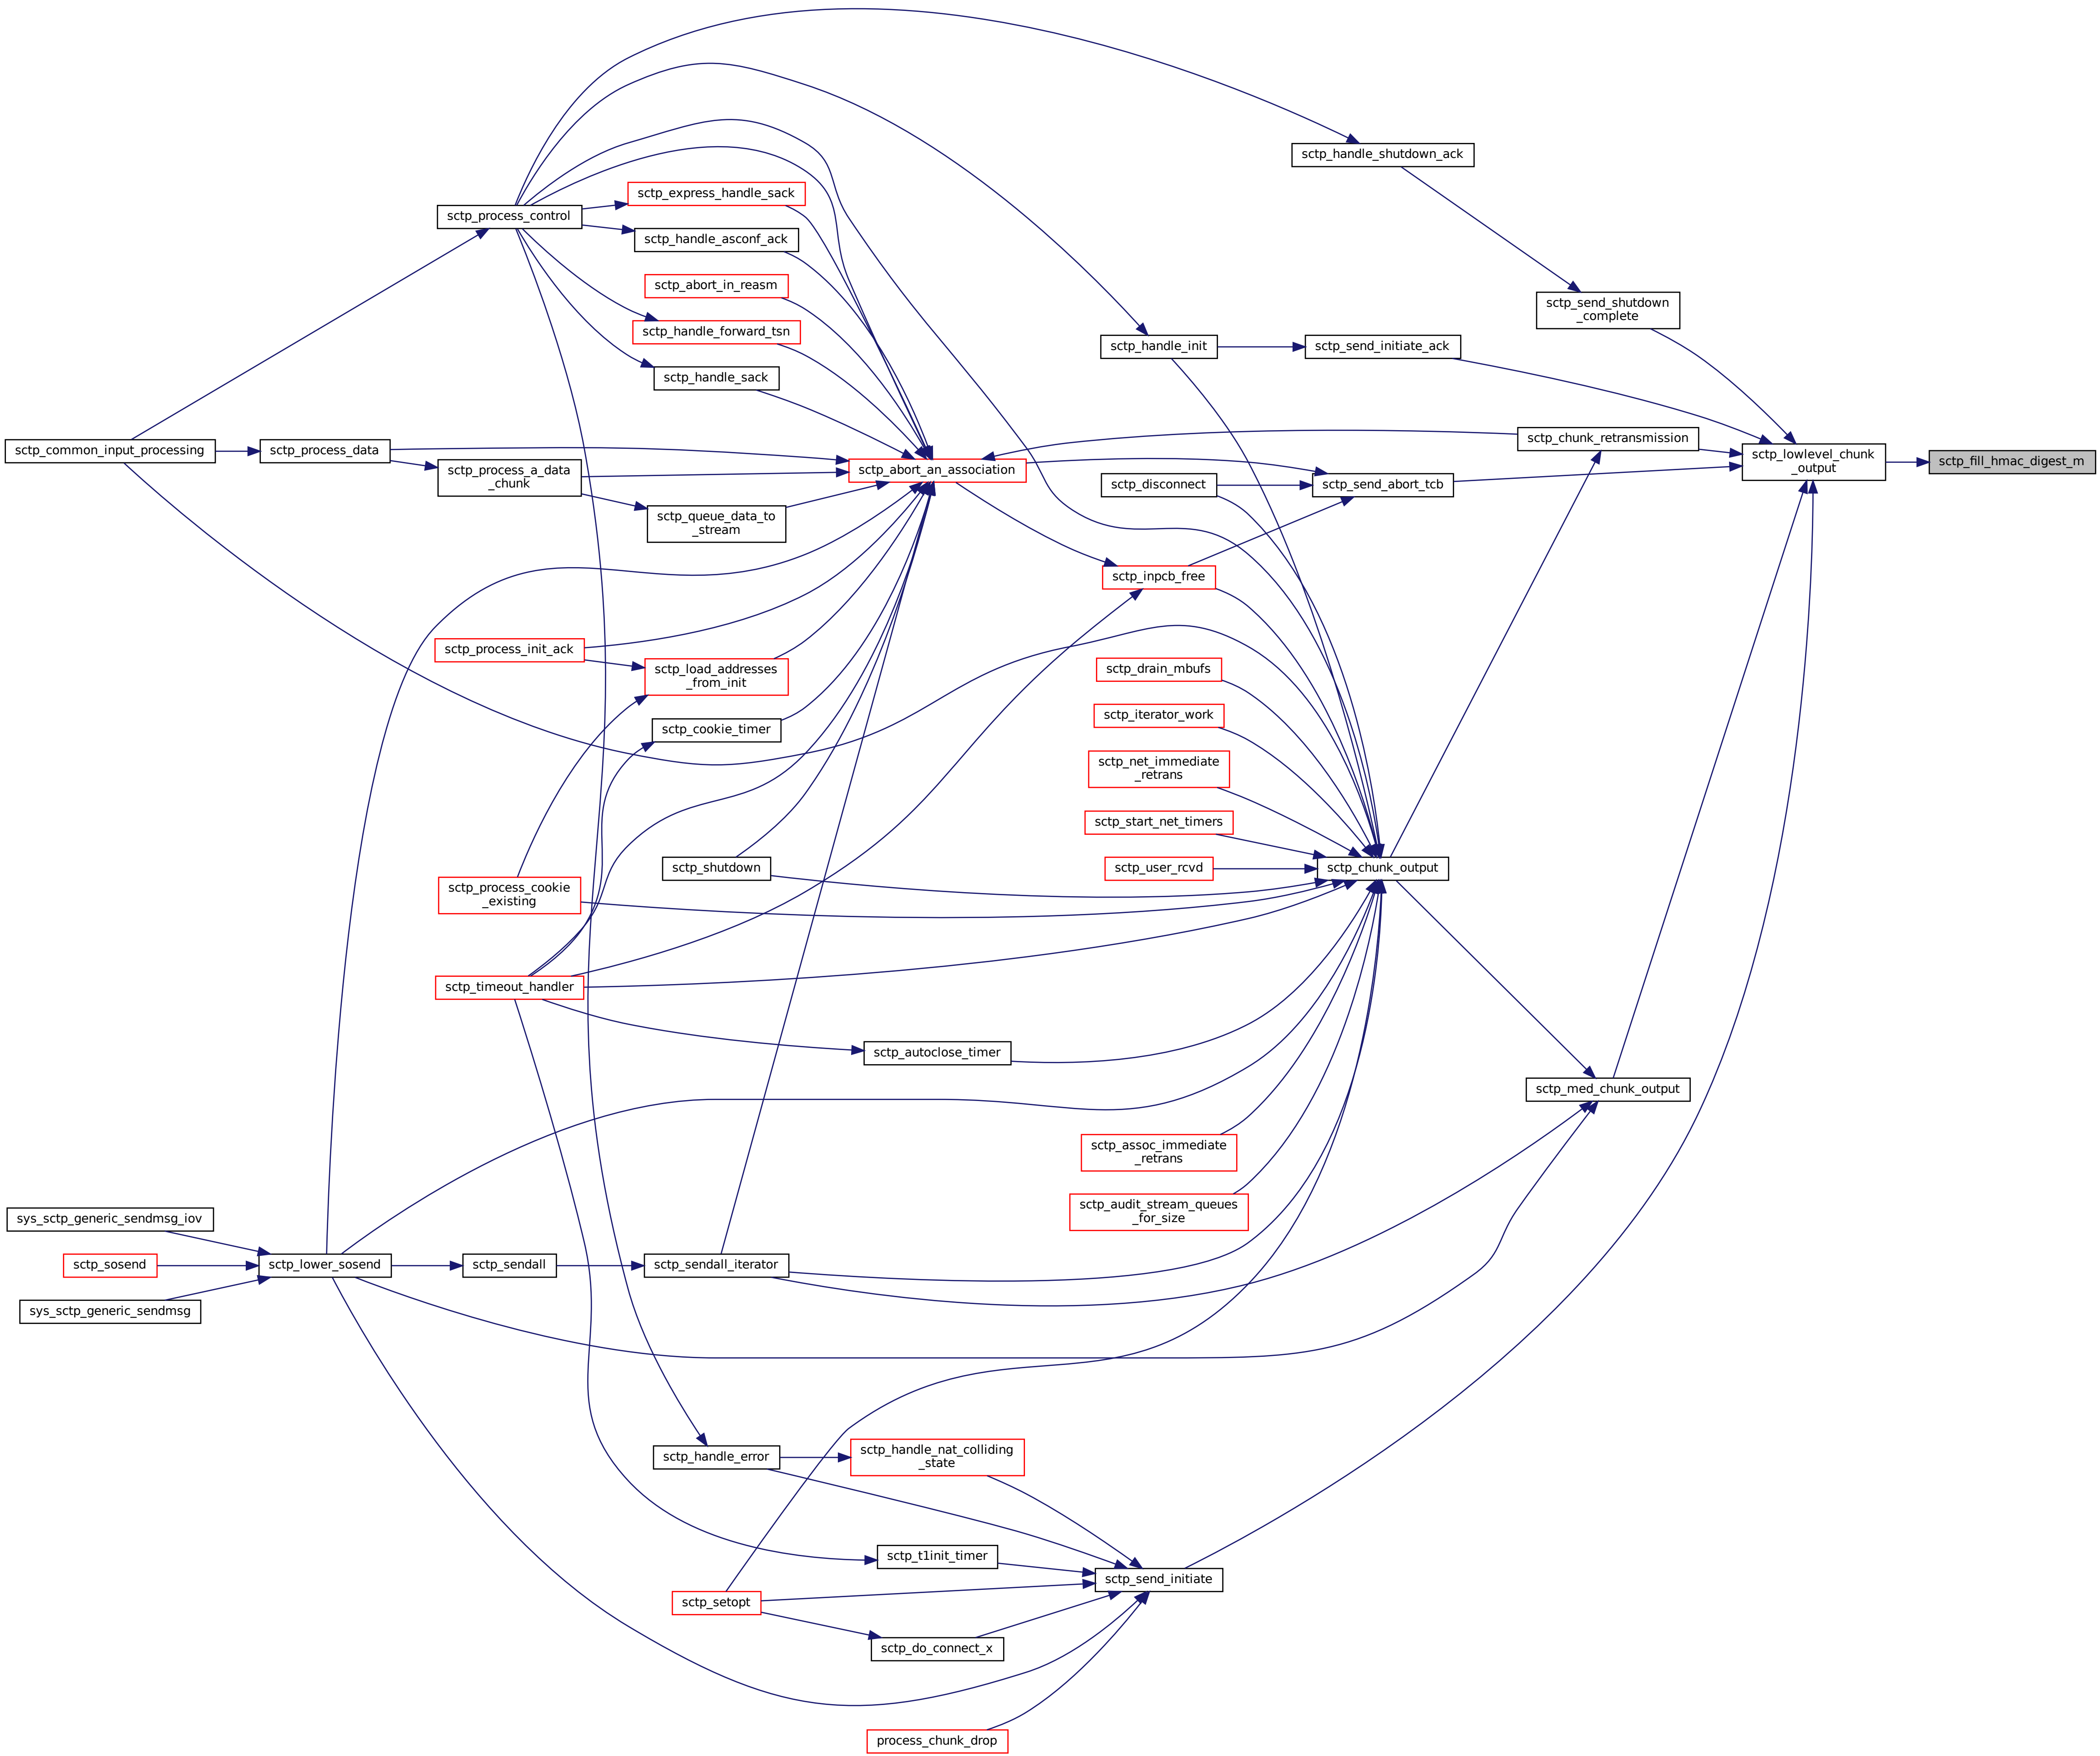 sctp_handle_shutdown_ack
sctp_express_handle_sack
sctp_process_control
sctp_handle_asconf_ack
sctp_abort_in_reasm
sctp_send_shutdown
_complete
sctp_handle_forward_tsn
sctp_handle_init
sctp_send_initiate_ack
sctp_handle_sack
sctp_chunk_retransmission
sctp_common_input_processing
sctp_process_data
sctp_lowlevel_chunk
_output
sctp_fill_hmac_digest_m
sctp_abort_an_association
sctp_process_a_data
_chunk
sctp_disconnect
sctp_send_abort_tcb
sctp_queue_data_to
_stream
sctp_inpcb_free
sctp_process_init_ack
sctp_load_addresses
_from_init
sctp_drain_mbufs
sctp_iterator_work
sctp_cookie_timer
sctp_net_immediate
_retrans
sctp_start_net_timers
sctp_shutdown
sctp_user_rcvd
sctp_chunk_output
sctp_process_cookie
_existing
sctp_timeout_handler
sctp_autoclose_timer
sctp_med_chunk_output
sctp_assoc_immediate
_retrans
sctp_audit_stream_queues
_for_size
sys_sctp_generic_sendmsg_iov
sctp_sosend
sctp_lower_sosend
sctp_sendall
sctp_sendall_iterator
sys_sctp_generic_sendmsg
sctp_handle_error
sctp_handle_nat_colliding
_state
sctp_t1init_timer
sctp_send_initiate
sctp_setopt
sctp_do_connect_x
process_chunk_drop